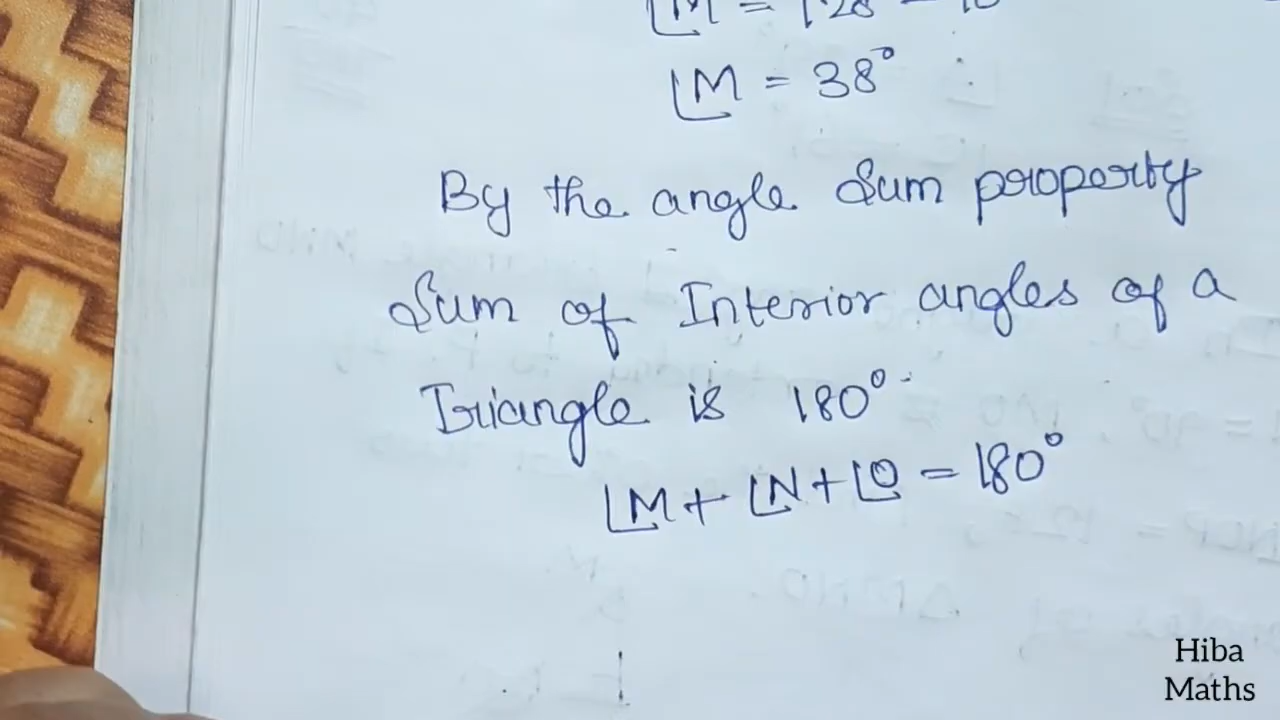 ∠M = 38°
By the angle Sum property
Sum of Interior angles of a
Triangle is 180°.
∠M + ∠N + ∠O = 180°
Hiba
Maths